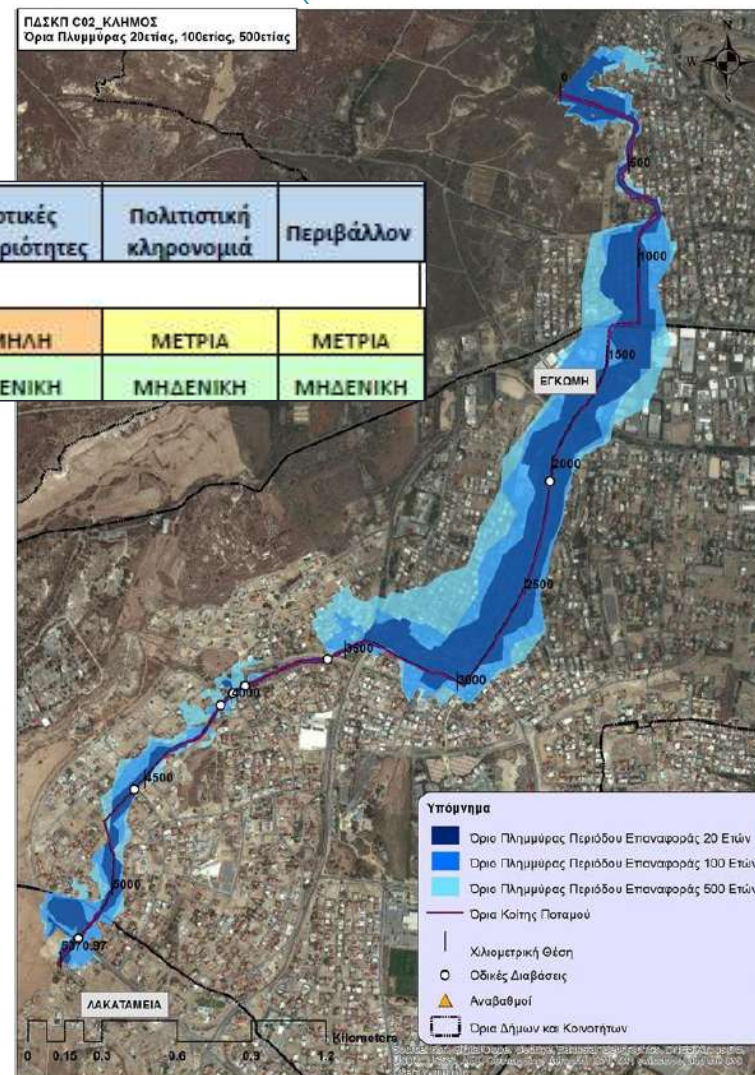 ΠΔΣΚΠ C02_ΚΛΗΜΟΣ
Όρια Πλυμμύρας 20ετίας, 100ετίας, 500ετίας
N
W E
S
0
500
Πολιτιστική κληρονομιά
Περιβάλλον
ΜΕΤΡΙΑ ΜΕΤΡΙΑ
ΜΗΔΕΝΙΚΗ ΜΗΔΕΝΙΚΗ
1000
1500
ΕΓΚΩΜΗ
2000
2500
3500
3000
4000
4500
5000
5370.97
ΛΑΚΑΤΑΜΕΙΑ
Υπόμνημα
Όριο Πλημμύρας Περιόδου Επαναφοράς 20 Ετών
Όριο Πλημμύρας Περιόδου Επαναφοράς 100 Ετών
Όριο Πλημμύρας Περιόδου Επαναφοράς 500 Ετών
Όρια Κοίτης Ποταμού
Χιλιομετρική Θέση
Οδικές Διαβάσεις
Αναβαθμοί
Όρια Δήμων και Κοινοτήτων
Kilometers
0 0.15 0.3 0.6 0.9 1.2